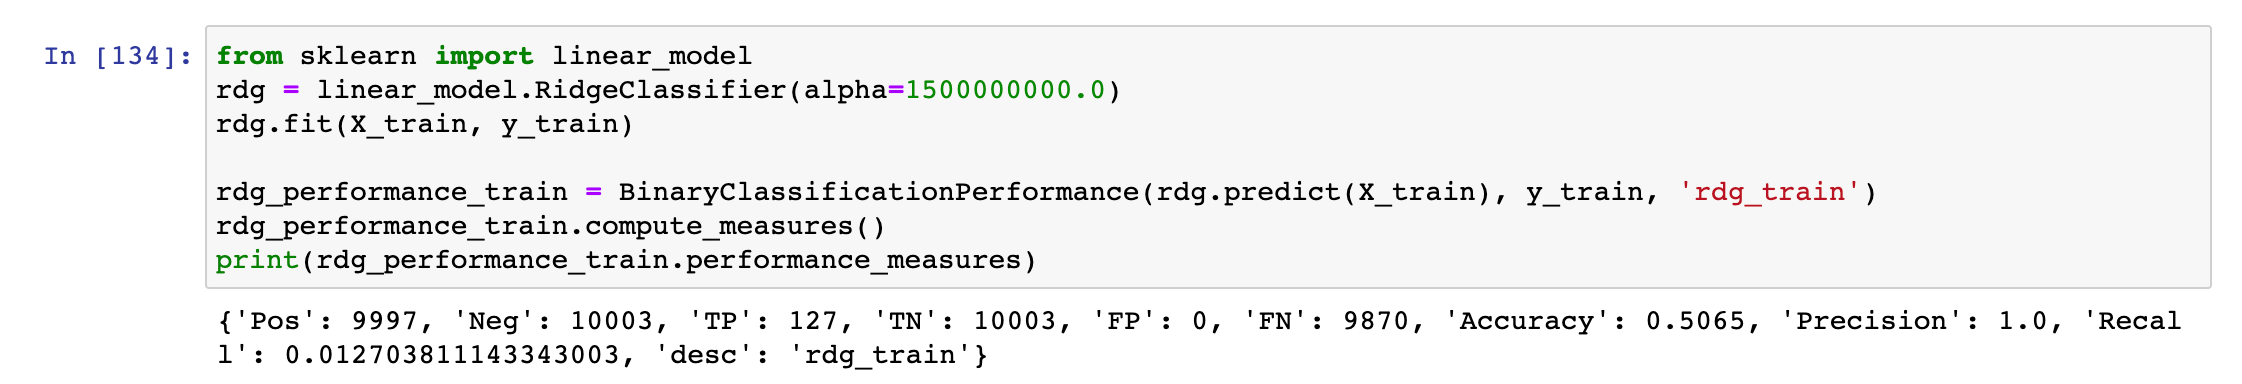 In [134]: from sklearn import linear_model
rdg = linear_model.RidgeClassifier(alpha=1500000000.0)
rdg.fit(X_train, y_train)
rdg_performance_train = BinaryClassificationPerformance(rdg.predict(X_train), y_train, 'rdg_train')
rdg_performance_train.compute_measures()
print(rdg_performance_train.performance_measures)
{'Pos': 9997, 'Neg': 10003, 'TP': 127, 'TN': 10003, 'FP': 0, 'FN': 9870, 'Accuracy': 0.5065, 'Precision': 1.0, 'Recal
l': 0.012703811143343003, 'desc': 'rdg_train'}